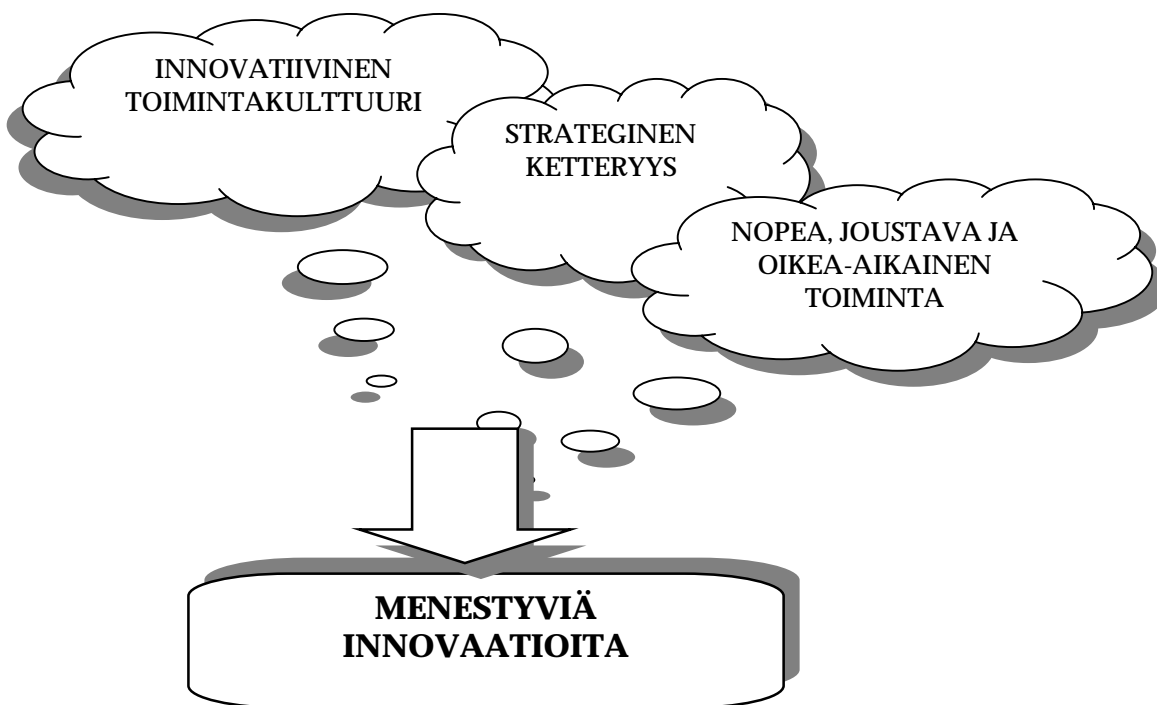 INNOVATIIVINEN
TOIMINTAKULTTUURI
STRATEGINEN
KETTERYYS
NOPEA, JOUSTAVA JA
OIKEA-AIKAINEN
TOIMINTA
MENESTYVIÄ
INNOVAATIOITA